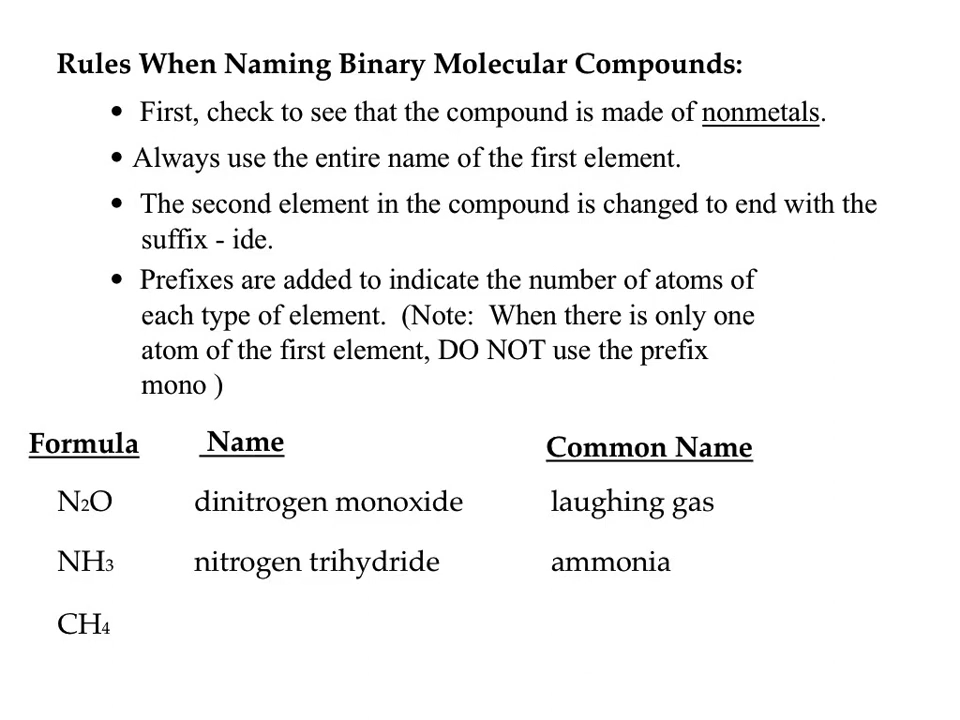 Rules When Naming Binary Molecular Compounds:
• First, check to see that the compound is made of nonmetals.
• Always use the entire name of the first element.
• The second element in the compound is changed to end with the
suffix - ide.
• Prefixes are added to indicate the number of atoms of
each type of element. (Note: When there is only one
atom of the first element, DO NOT use the prefix
mono )
Formula Name Common Name
N2O dinitrogen monoxide laughing gas
NH3 nitrogen trihydride ammonia
CH4